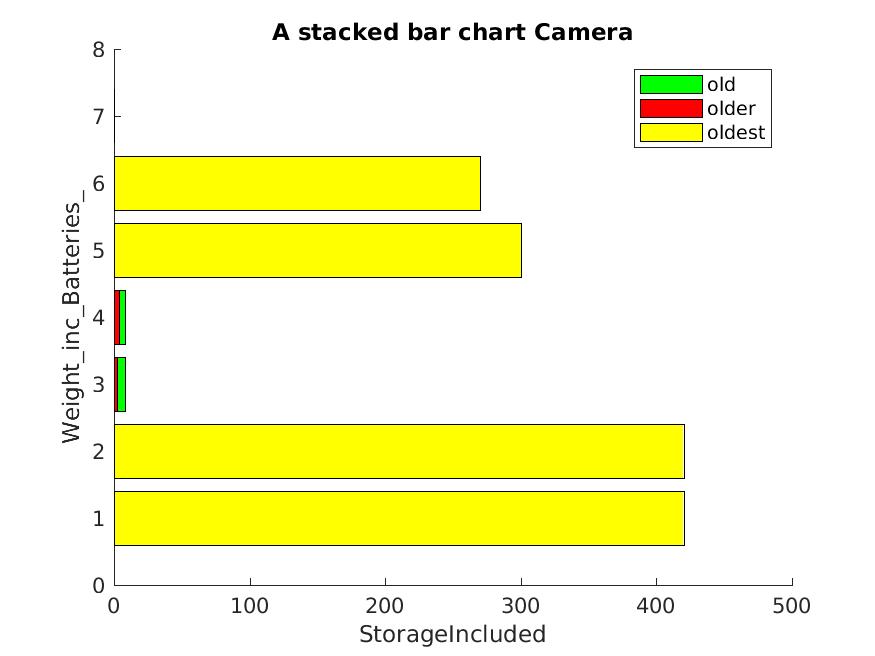 A stacked bar chart Camera
old
older
oldest
8
7
6
5
4
3
2
1
0
Weight_inc_Batteries_
0 100 200 300 400 500
StorageIncluded